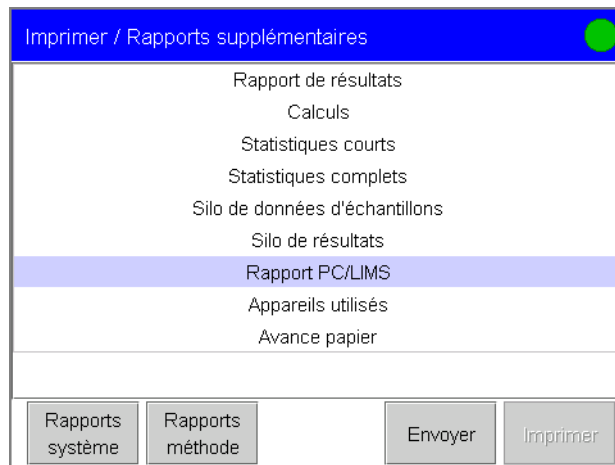 Imprimer / Rapports supplémentaires
Rapport de résultats
Calculs
Statistiques courts
Statistiques complets
Silo de données d'échantillons
Silo de résultats
Rapport PC/LIMS
Appareils utilisés
Avance papier
Rapports
système
Rapports
méthode
Envoyer
Imprimer